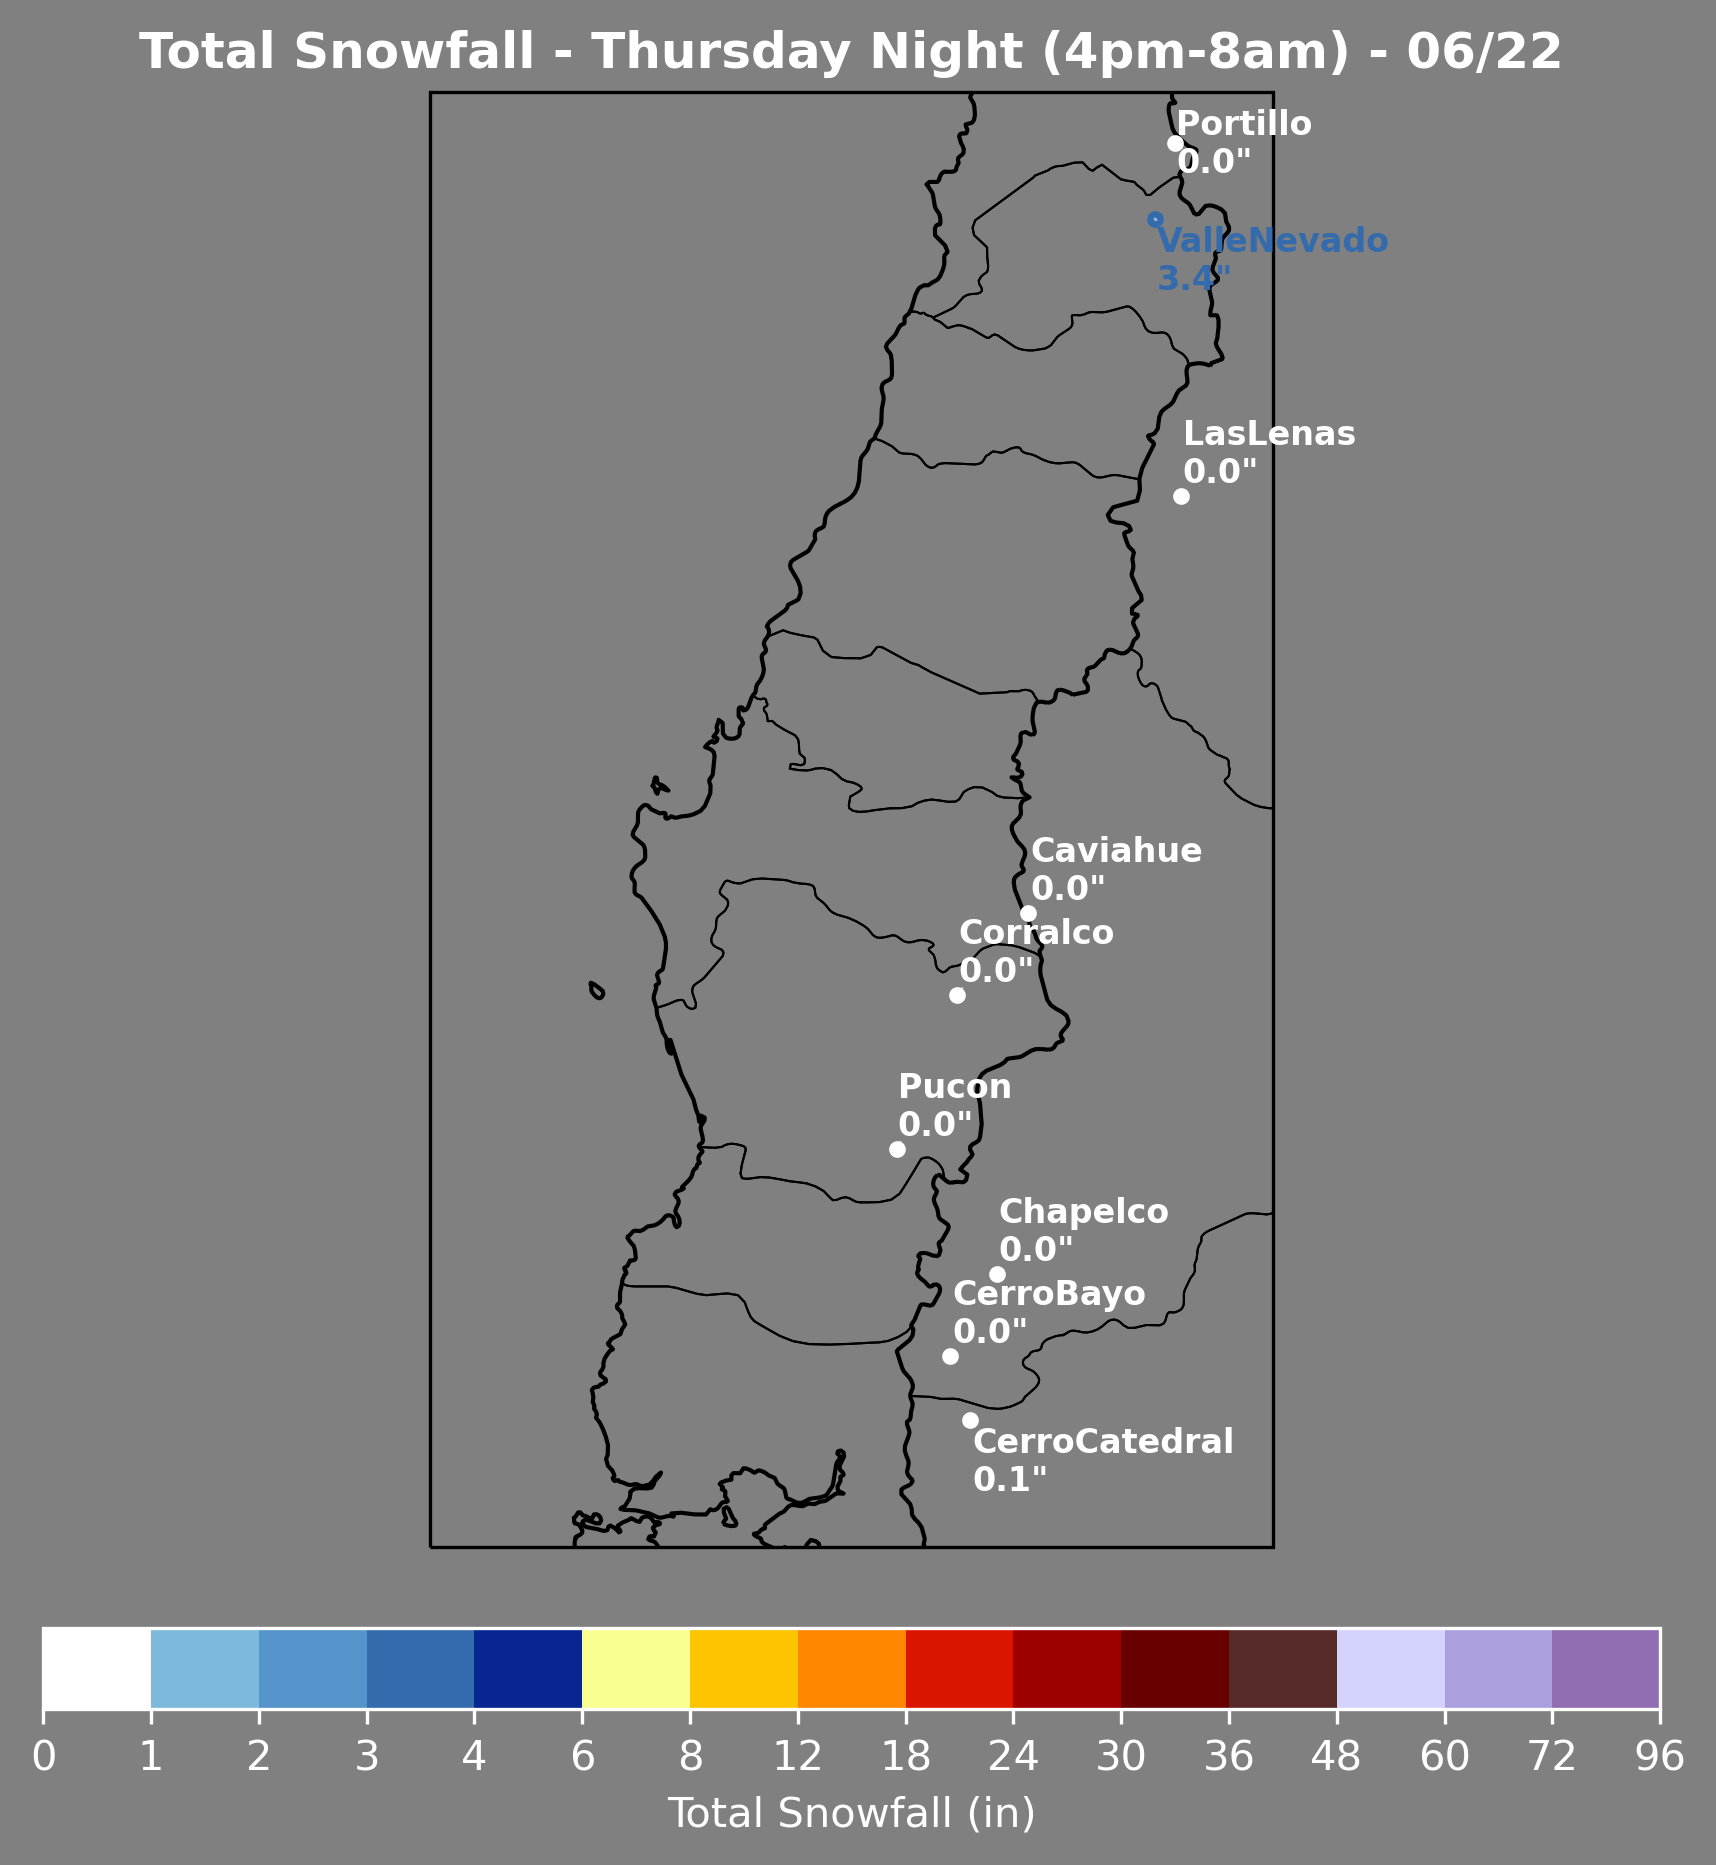 Total Snowfall - Thursday Night (4pm-8am) - 06/22
Portillo
0.0"
ValleNevado
3.4"
LasLenas
0.0"
Caviahue
0.0"
Corralco
0.0"
Pucon
0.0"
Chapelco
0.0"
CerroBayo
0.0"
CerroCatedral
0.1"
0 1 2 3 4 6 8 12 18 24 30 36 48 60 72 96
Total Snowfall (in)